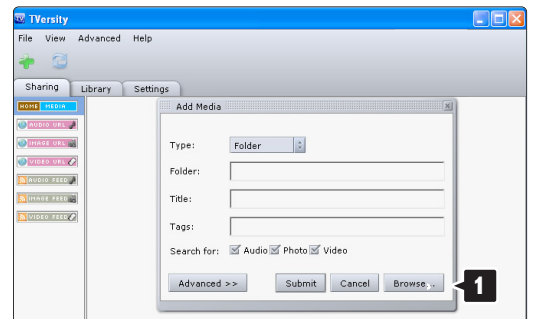 TVersity
File View Advanced Help
Sharing Library Settings
HOME MEDIA
AUDIO URL
IMAGE URL
VIDEO URL
AUDIO FEED
IMAGE FEED
VIDEO FEED
Add Media
Type: Folder
Folder:
Title:
Tags:
Search for: Audio Photo Video
Advanced >> Submit Cancel Browse... 1